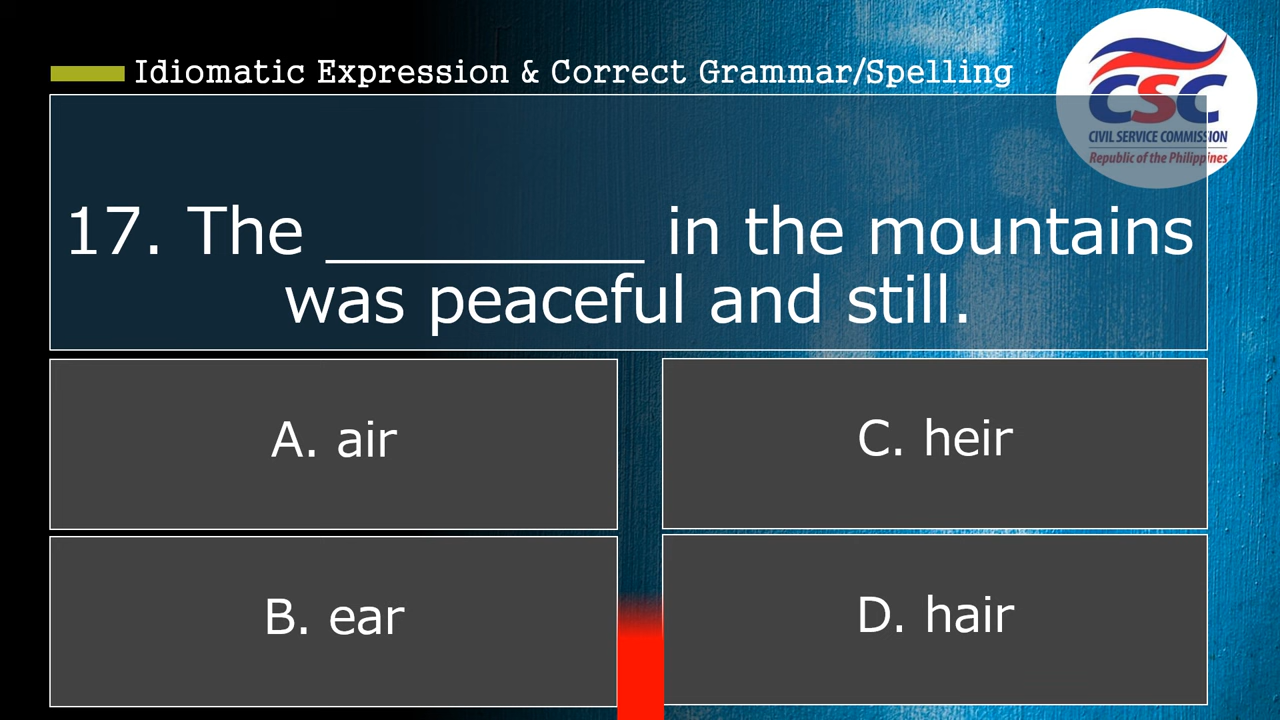 Idiomatic Expression & Correct Grammar/Spelling
CSC
CIVIL SERVICE COMMISSION
Republic of the Philippines
17. The _________ in the mountains
was peaceful and still.
A. air
C. heir
B. ear
D. hair